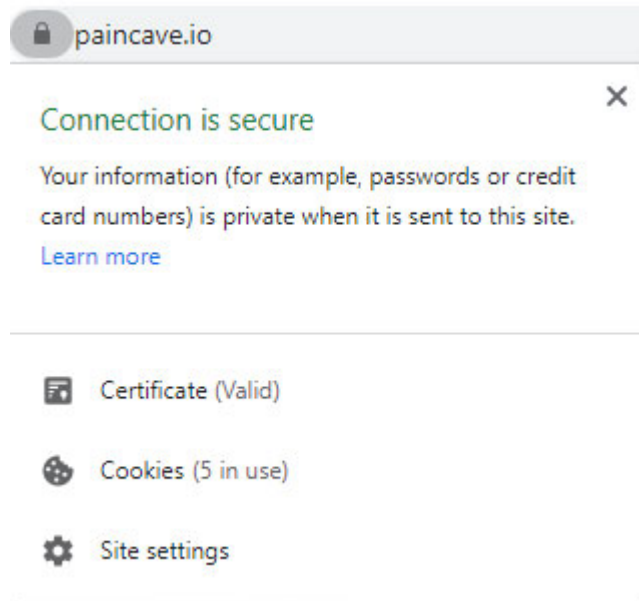 paincave.io
Connection is secure
Your information (for example, passwords or credit
card numbers) is private when it is sent to this site.
Learn more
Certificate (Valid)
Cookies (5 in use)
Site settings